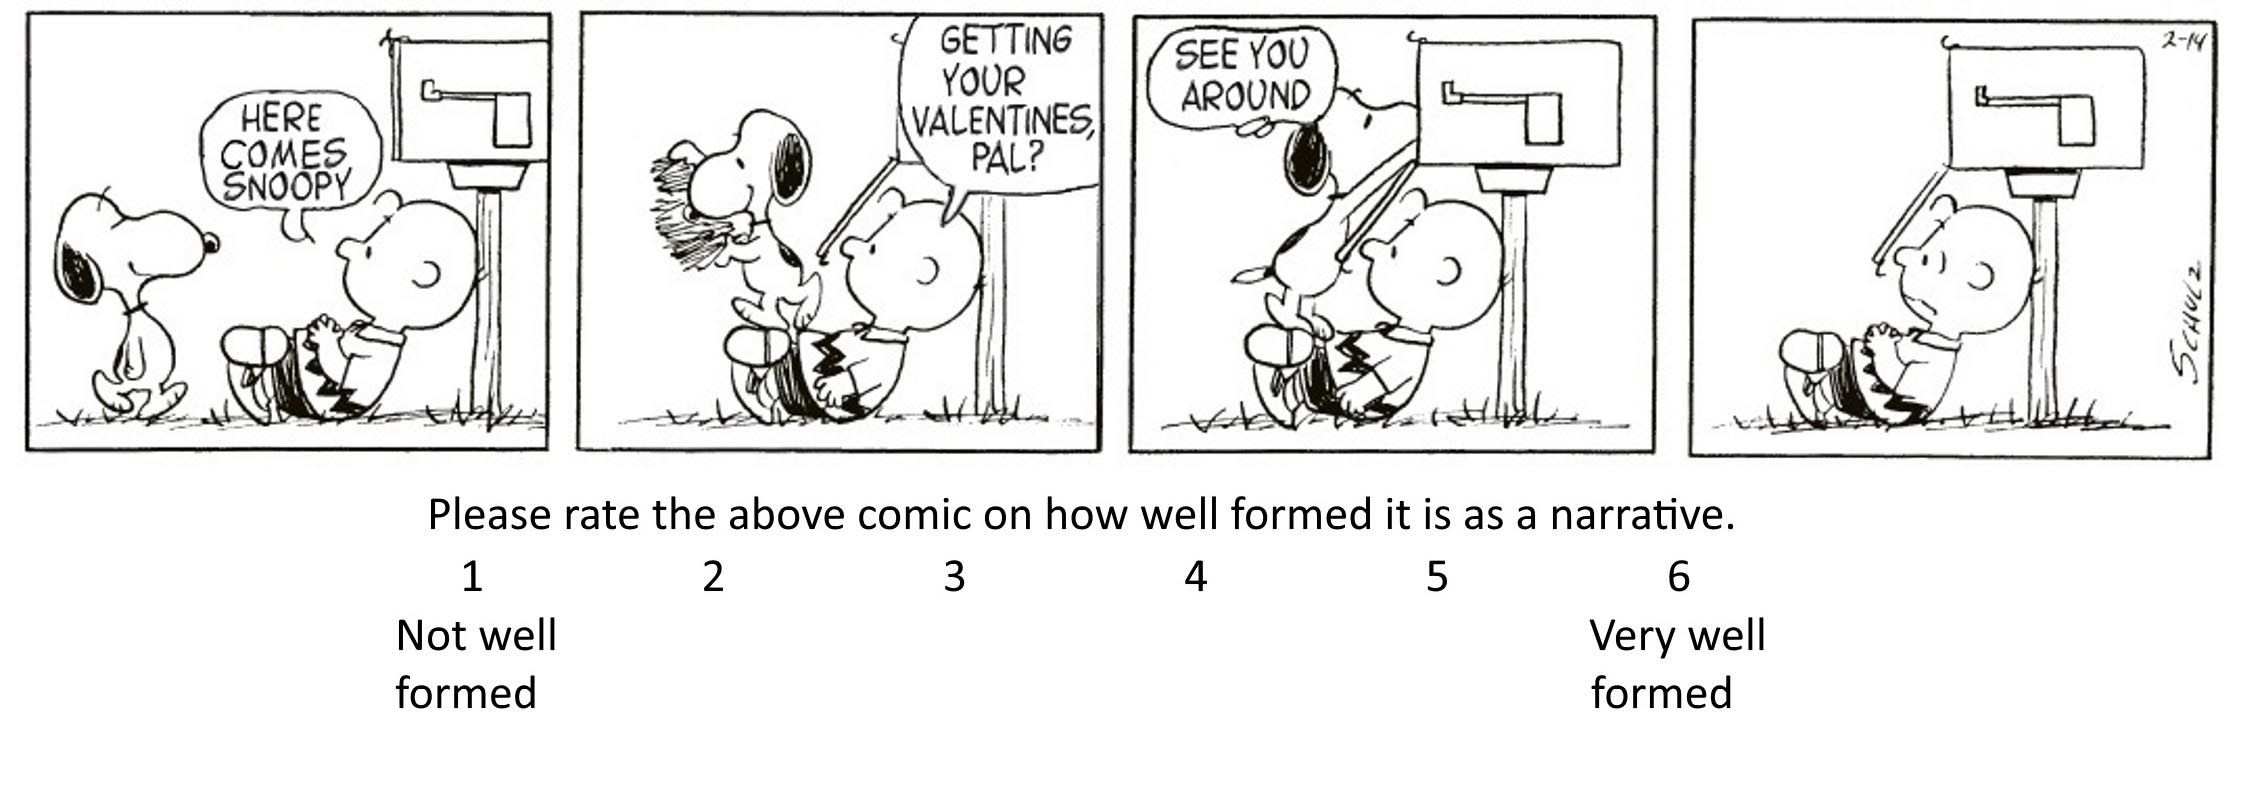 HERE
COMES
SNOOPY
GETTING
YOUR
VALENTINES,
PAL?
SEE YOU
AROUND
2-14
SCHULZ
Please rate the above comic on how well formed it is as a narrative.
1 2 3 4 5 6
Not well
formed
Very well
formed